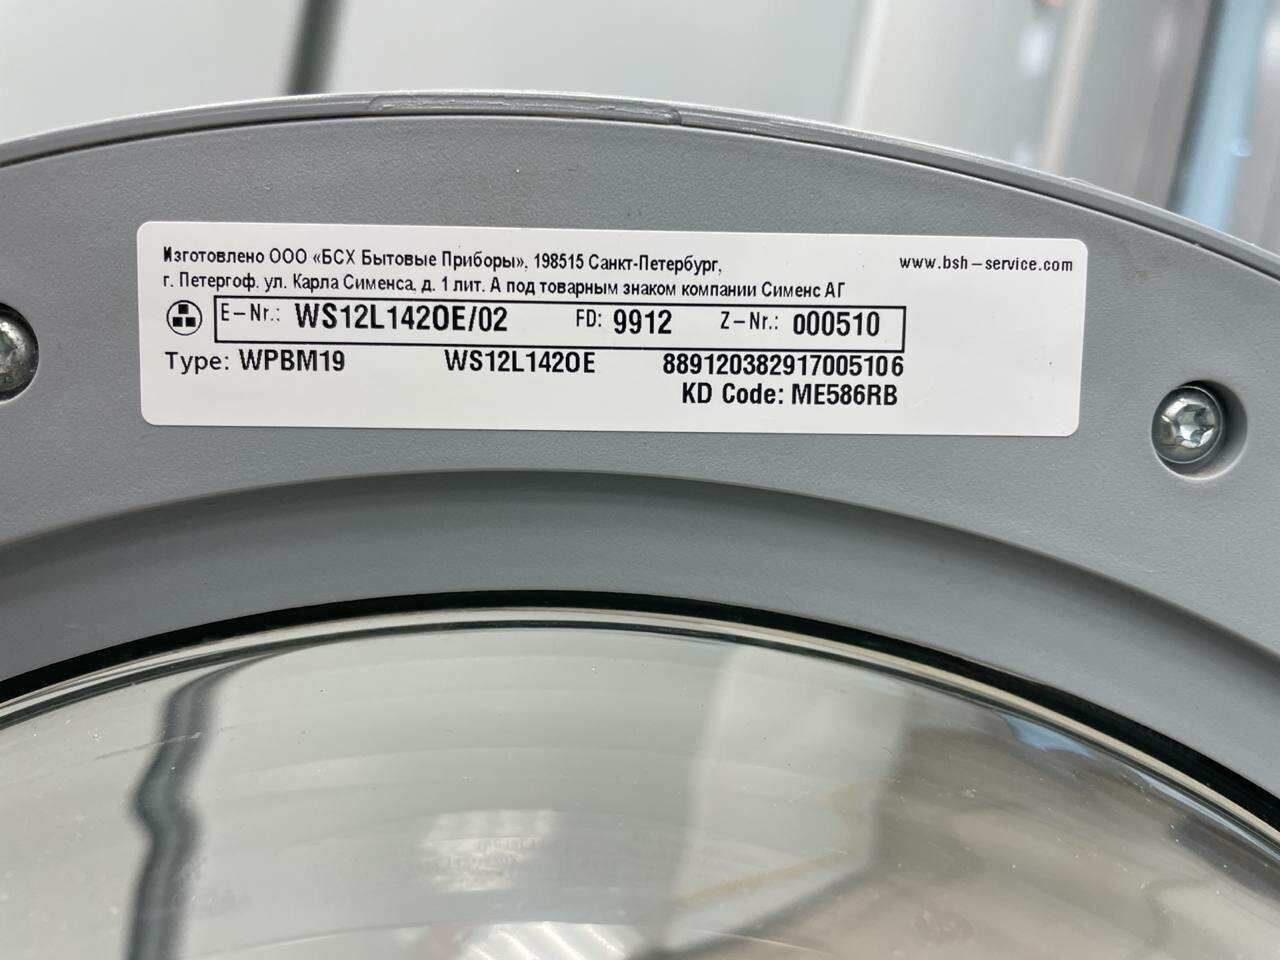 Изготовлено ООО «БСХ Бытовые Приборы», 198515 Санкт-Петербург,
www.bsh-service.com
г. Петергоф. ул. Карла Сименса, д. 1 лит. А под товарным знаком компании Сименс АГ
E-Nr.: WS12L142OE/02 FD: 9912 Z-Nr.: 000510
Type: WPBM19 WS12L142OE 889120382917005106
KD Code: ME586RB